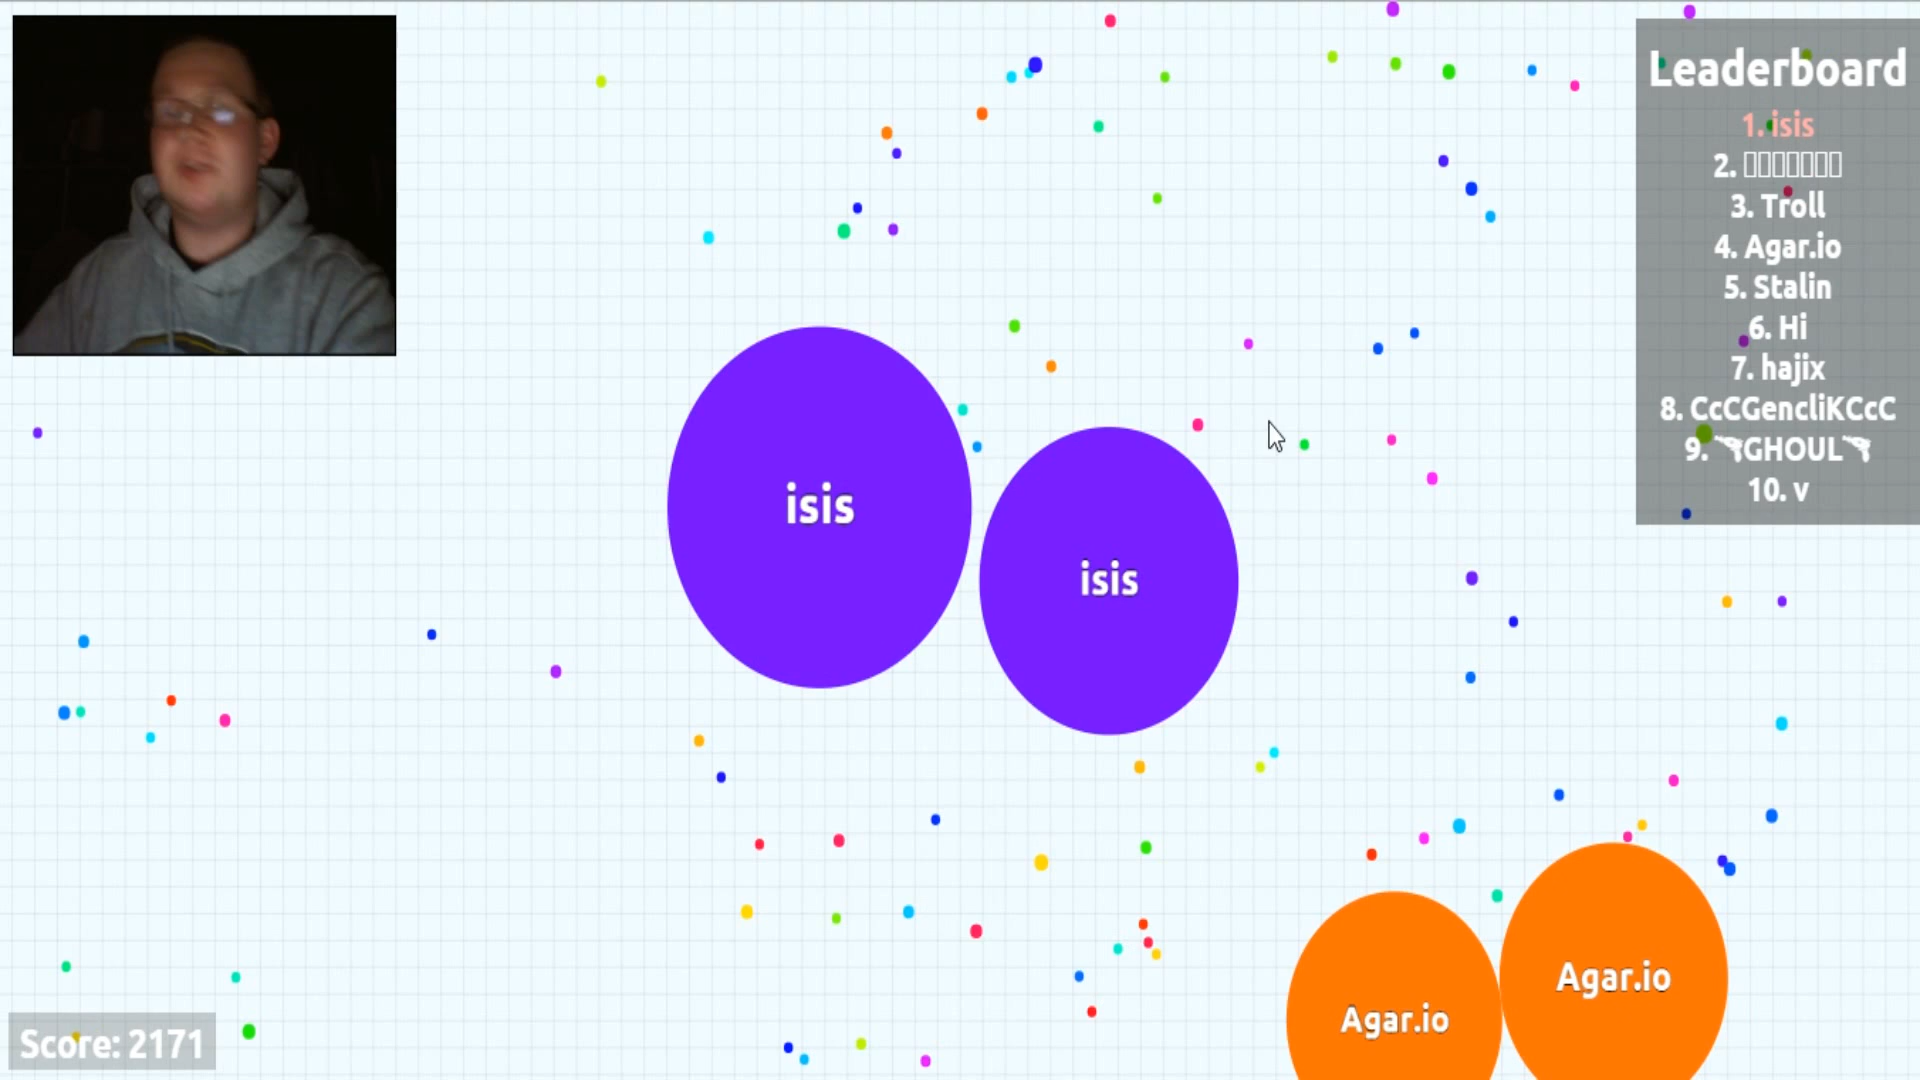 Leaderboard
1. isis
2.
3. Troll
4. Agar.io
5. Stalin
6. Hi
7. hajix
8. CcCGencliKCcC
9. GHOUL
10. v
isis
isis
Agar.io
Agar.io
Score: 2171